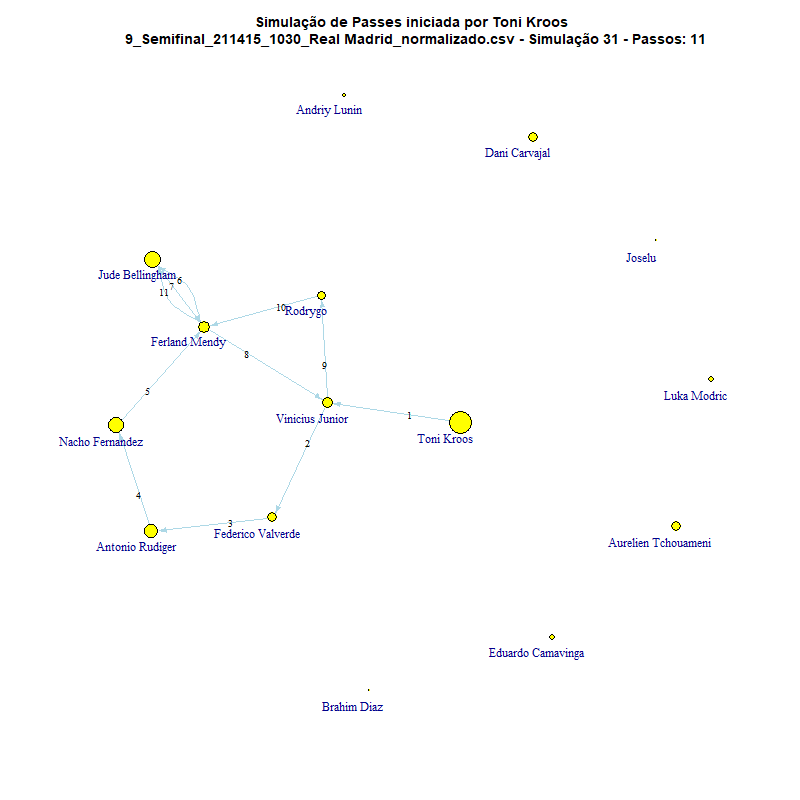 Simulação de Passes iniciada por Toni Kroos
9_Semifinal_211415_1030_Real Madrid_normalizado.csv - Simulação 31 - Passos: 11
Andriy Lunin
Dani Carvajal
Joselu
Jude Bellingham
6
7
11
10
Rodrygo
Ferland Mendy
8
9
5
Luka Modric
1
Vinicius Junior
Toni Kroos
Nacho Fernandez
2
4
3
Federico Valverde
Antonio Rudiger
Aurelien Tchouameni
Eduardo Camavinga
Brahim Diaz